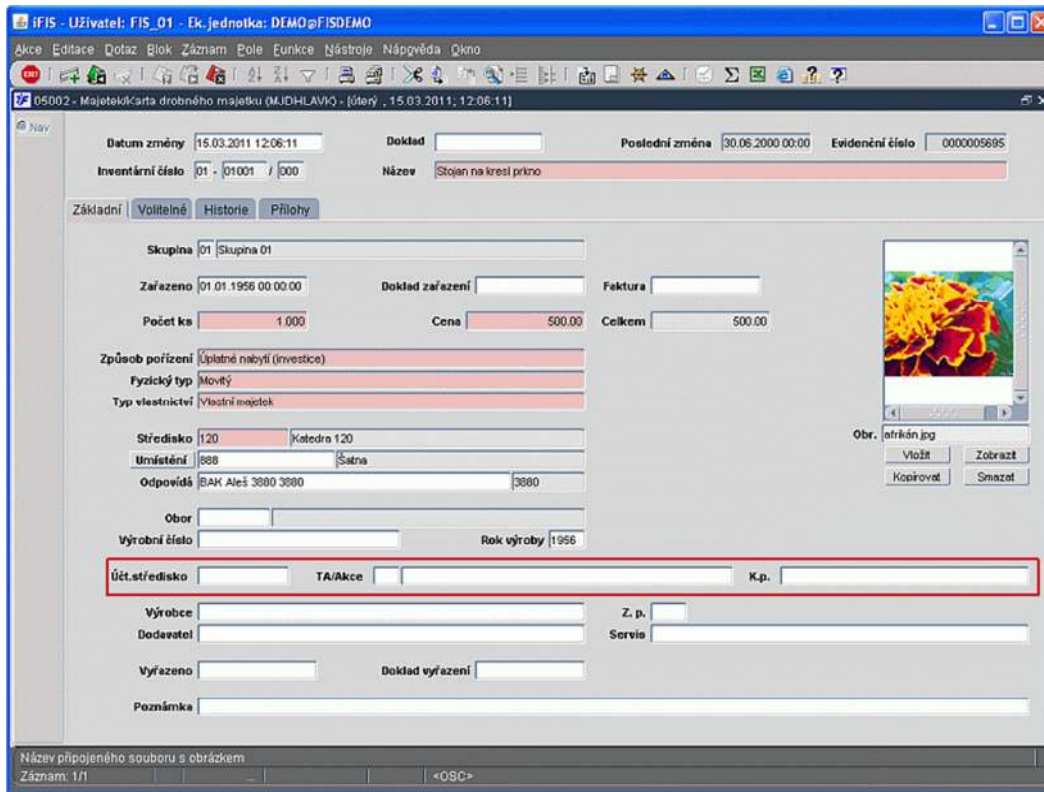 iFIS - Uživatel: FIS_01 - Ek.jednotka: DEMO@FISDEMO
Akce Editace Dotaz Blok Záznam Pole Funkce Nástroje Nápověda Okno
EXIT
05002 - Majetek/Karta drobného majetku (MJDHLAVK) - [úterý , 15.03.2011; 12:06:11]
Nav
Datum změny 15.03.2011 12:06:11 Doklad Poslední změna 30.06.2000 00:00 Evidenční číslo 0000005695
Inventární číslo 01 - 01001 / 000 Název Stojan na kresl prkno
Základní Volitelné Historie Přílohy
Skupina 01 Skupina 01
Zařazeno 01.01.1956 00:00:00 Doklad zařazení Faktura
Počet ks 1.000 Cena 500.00 Celkem 500.00
Způsob pořízení Úplatné nabytí (investice)
Fyzický typ Movitý
Typ vlastnictví Vlastní majetek
Středisko 120 Katedra 120
Obr. afrikán.jpg
Umístění 888 Šatna
Vložit Zobrazit
Odpovídá BAK Aleš 3880 3880 3880
Kopírovat Smazat
Obor
Výrobní číslo Rok výroby 1956
Účt.středisko TA/Akce K.p.
Výrobce Z. p.
Dodavatel Servis
Vyřazeno Doklad vyřazení
Poznámka
Název připojeného souboru s obrázkem
Záznam: 1/1 ... <OSC>